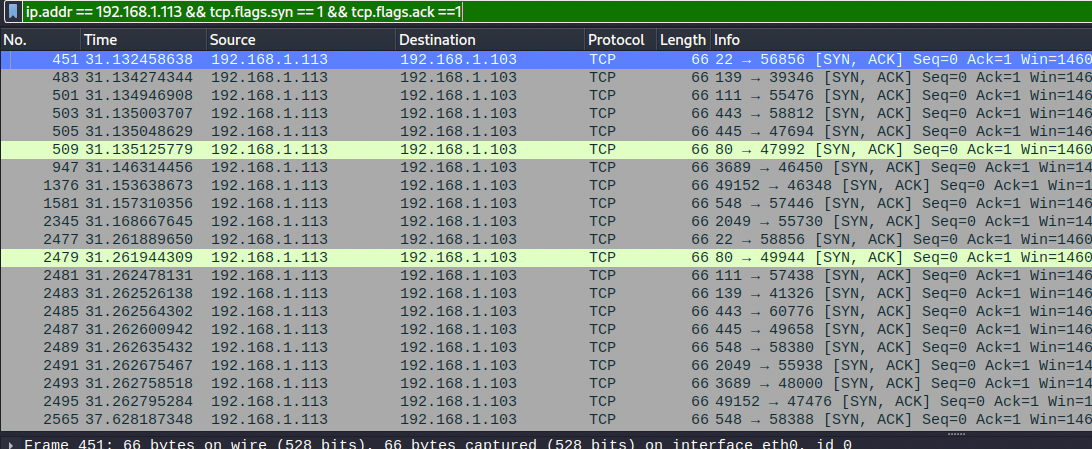 ip.addr == 192.168.1.113 && tcp.flags.syn == 1 && tcp.flags.ack ==1
No. Time Source Destination Protocol Length Info
451 31.132458638 192.168.1.113 192.168.1.103 TCP 66 22 → 56856 [SYN, ACK] Seq=0 Ack=1 Win=1460
483 31.134274344 192.168.1.113 192.168.1.103 TCP 66 139 → 39346 [SYN, ACK] Seq=0 Ack=1 Win=146
501 31.134946908 192.168.1.113 192.168.1.103 TCP 66 111 → 55476 [SYN, ACK] Seq=0 Ack=1 Win=146
503 31.135003707 192.168.1.113 192.168.1.103 TCP 66 443 → 58812 [SYN, ACK] Seq=0 Ack=1 Win=146
505 31.135048629 192.168.1.113 192.168.1.103 TCP 66 445 → 47694 [SYN, ACK] Seq=0 Ack=1 Win=146
509 31.135125779 192.168.1.113 192.168.1.103 TCP 66 80 → 47992 [SYN, ACK] Seq=0 Ack=1 Win=1460
947 31.146314456 192.168.1.113 192.168.1.103 TCP 66 3689 → 46450 [SYN, ACK] Seq=0 Ack=1 Win=14
1376 31.153638673 192.168.1.113 192.168.1.103 TCP 66 49152 → 46348 [SYN, ACK] Seq=0 Ack=1 Win=1
1581 31.157310356 192.168.1.113 192.168.1.103 TCP 66 548 → 57446 [SYN, ACK] Seq=0 Ack=1 Win=146
2345 31.168667645 192.168.1.113 192.168.1.103 TCP 66 2049 → 55730 [SYN, ACK] Seq=0 Ack=1 Win=14
2477 31.261889650 192.168.1.113 192.168.1.103 TCP 66 22 → 58856 [SYN, ACK] Seq=0 Ack=1 Win=1460
2479 31.261944309 192.168.1.113 192.168.1.103 TCP 66 80 → 49944 [SYN, ACK] Seq=0 Ack=1 Win=1460
2481 31.262478131 192.168.1.113 192.168.1.103 TCP 66 111 → 57438 [SYN, ACK] Seq=0 Ack=1 Win=146
2483 31.262526138 192.168.1.113 192.168.1.103 TCP 66 139 → 41326 [SYN, ACK] Seq=0 Ack=1 Win=146
2485 31.262564302 192.168.1.113 192.168.1.103 TCP 66 443 → 60776 [SYN, ACK] Seq=0 Ack=1 Win=146
2487 31.262600942 192.168.1.113 192.168.1.103 TCP 66 445 → 49658 [SYN, ACK] Seq=0 Ack=1 Win=146
2489 31.262635432 192.168.1.113 192.168.1.103 TCP 66 548 → 58380 [SYN, ACK] Seq=0 Ack=1 Win=146
2491 31.262675467 192.168.1.113 192.168.1.103 TCP 66 2049 → 55938 [SYN, ACK] Seq=0 Ack=1 Win=14
2493 31.262758518 192.168.1.113 192.168.1.103 TCP 66 3689 → 48000 [SYN, ACK] Seq=0 Ack=1 Win=14
2495 31.262795284 192.168.1.113 192.168.1.103 TCP 66 49152 → 47476 [SYN, ACK] Seq=0 Ack=1 Win=1
2565 37.628187348 192.168.1.113 192.168.1.103 TCP 66 548 → 58388 [SYN, ACK] Seq=0 Ack=1 Win=146
Frame 451: 66 bytes on wire (528 bits), 66 bytes captured (528 bits) on interface eth0, id 0